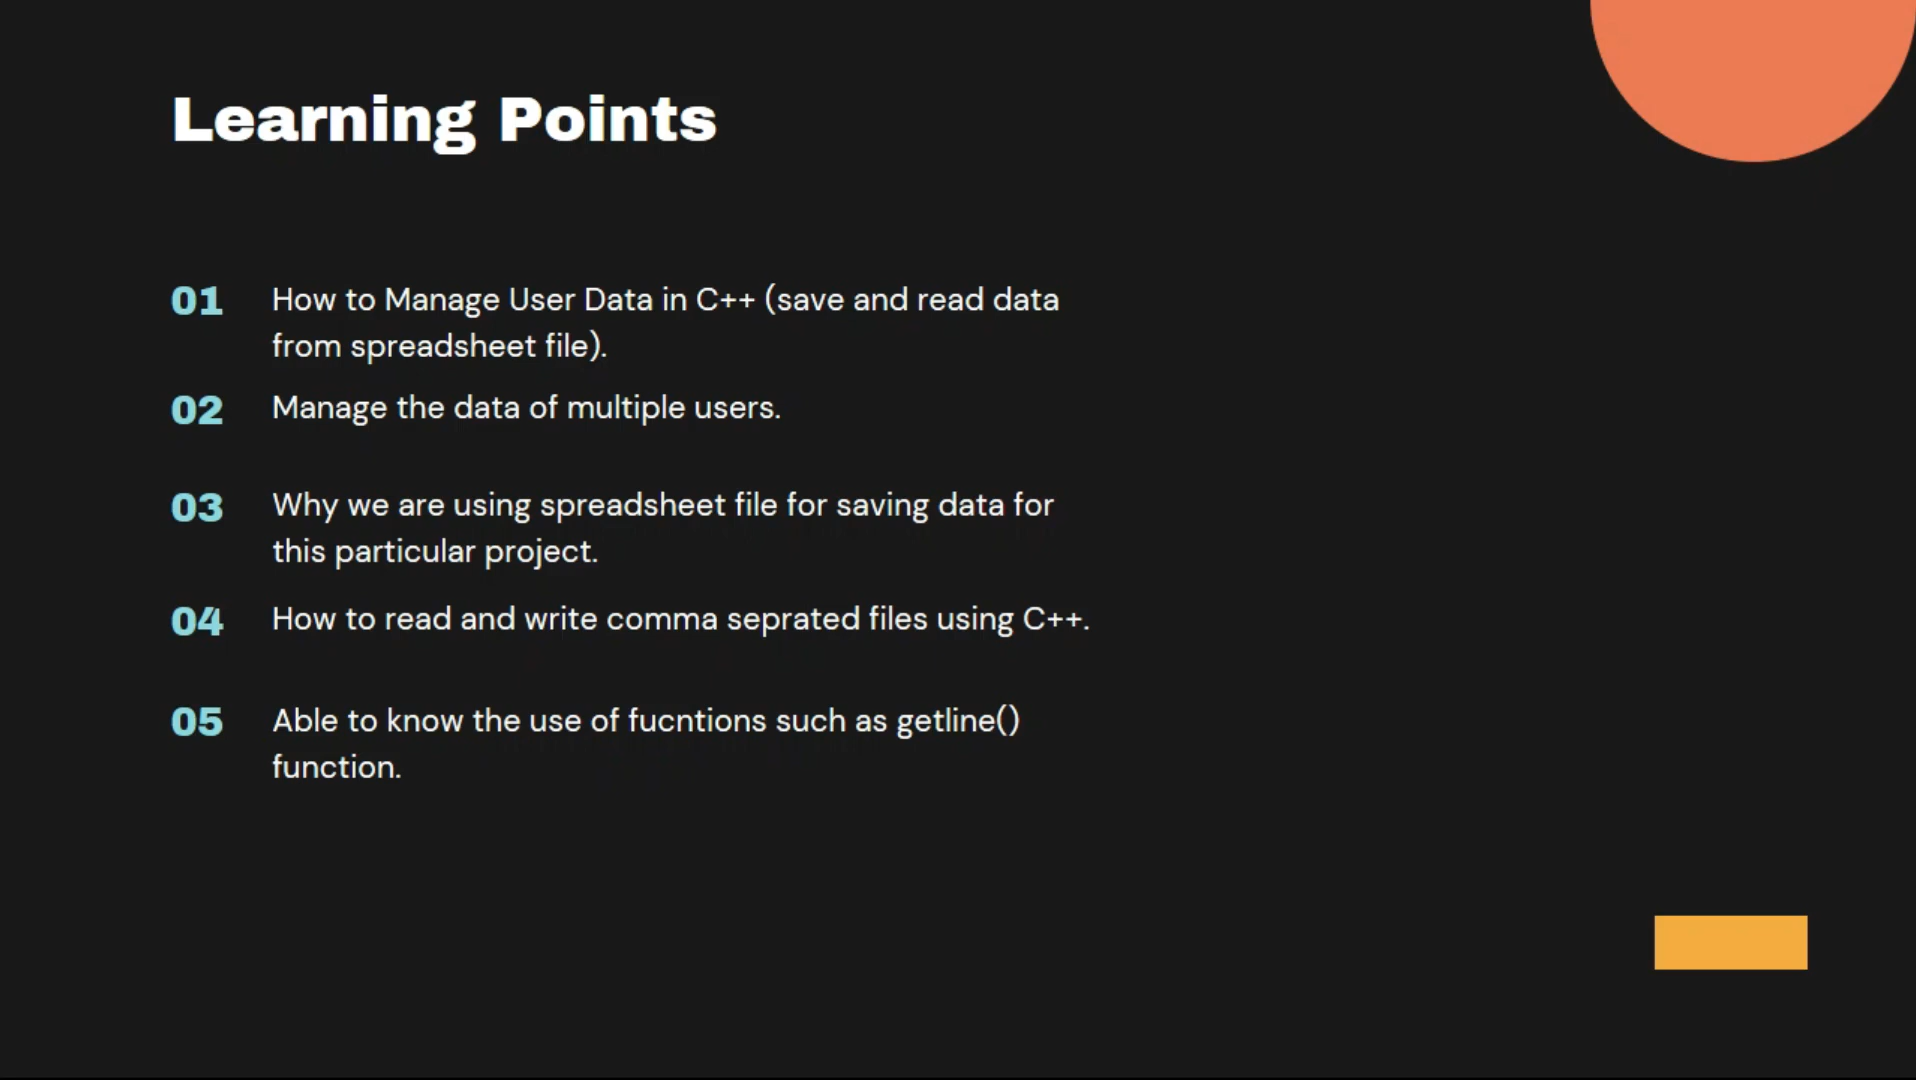 Learning Points
01 How to Manage User Data in C++ (save and read data
from spreadsheet file).
02 Manage the data of multiple users.
03 Why we are using spreadsheet file for saving data for
this particular project.
04 How to read and write comma seprated files using C++.
05 Able to know the use of fucntions such as getline()
function.